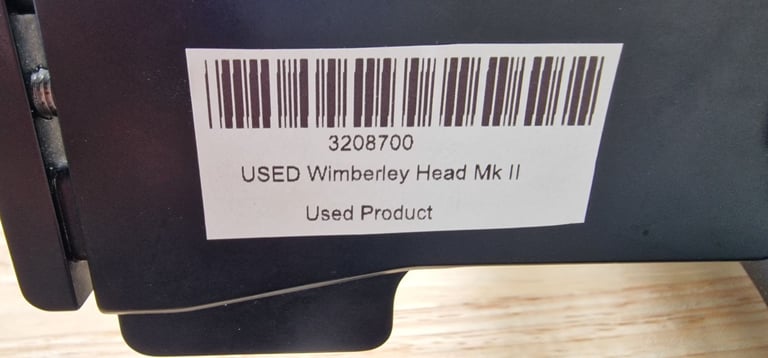 3208700
USED Wimberley Head Mk II
Used Product